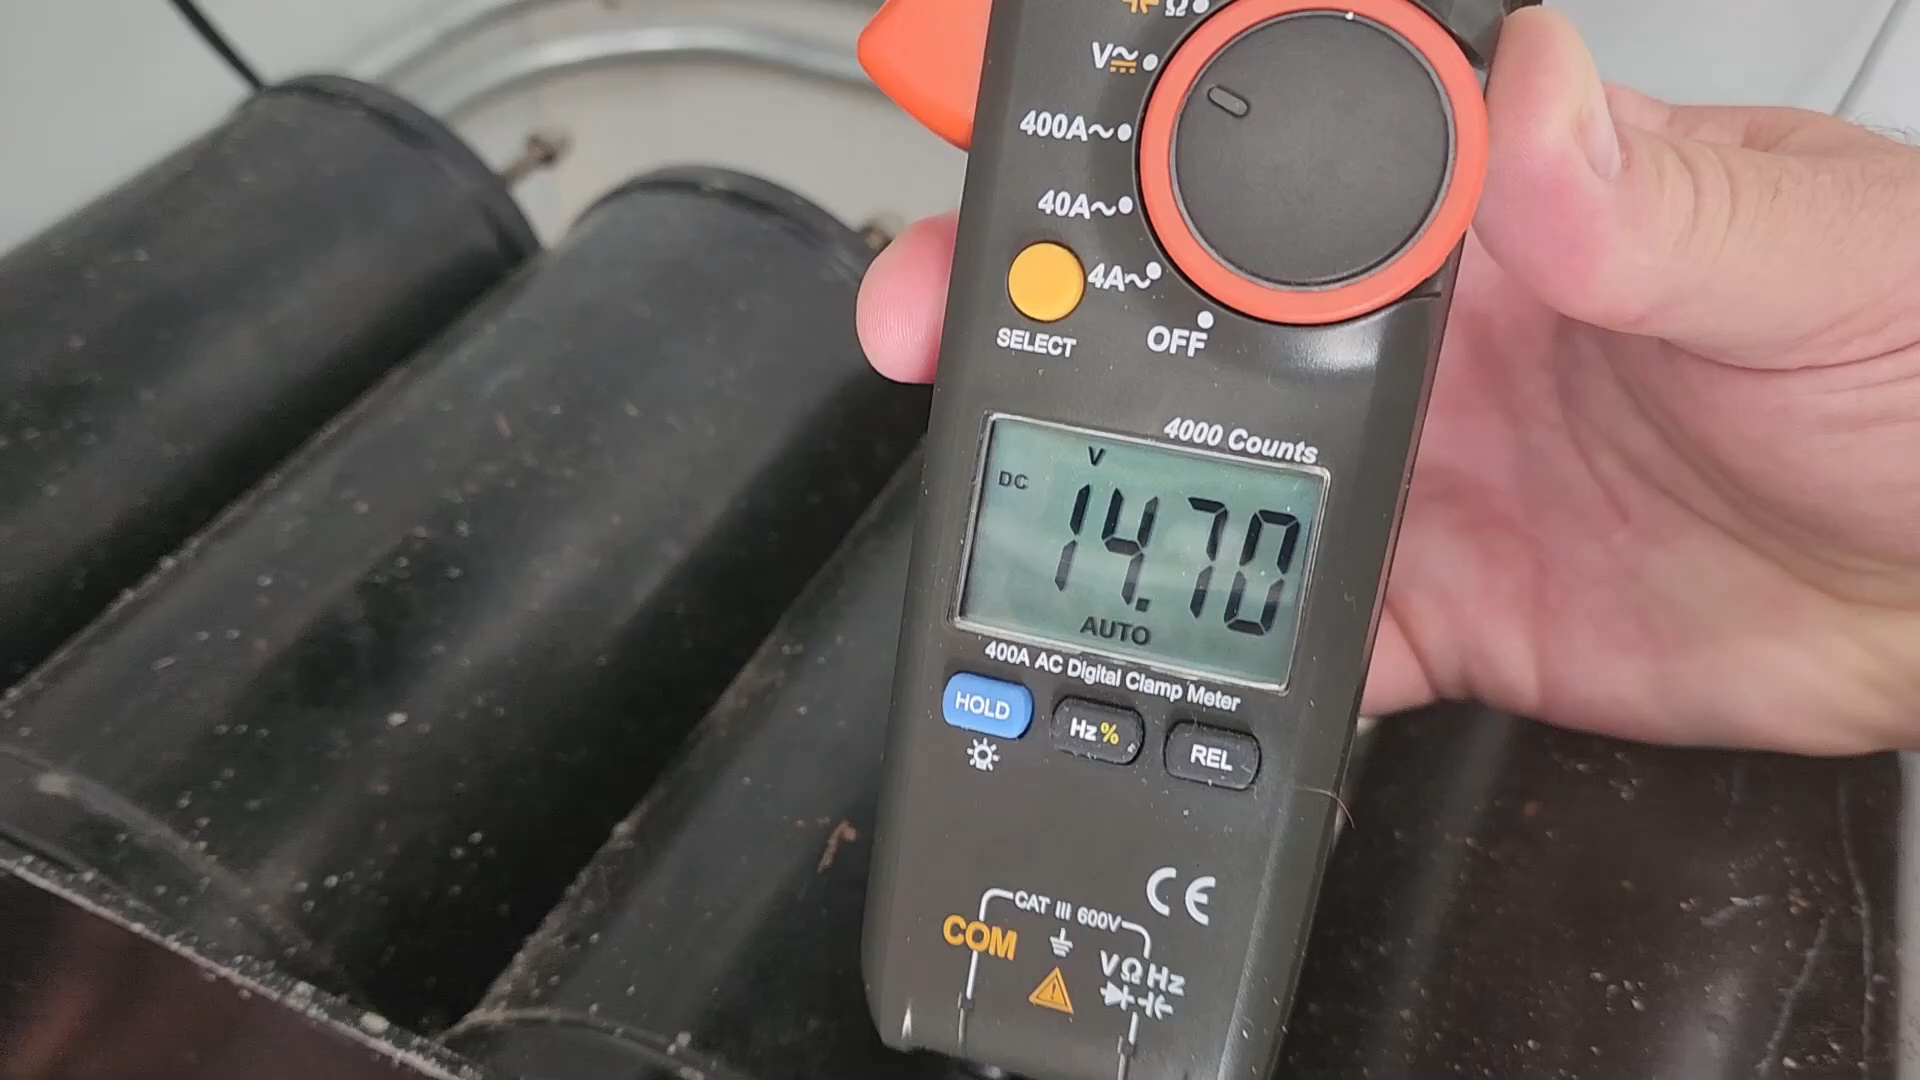 Ω
V
400A~
40A~
4A~
SELECT
OFF
4000 Counts
V
DC
14.70
AUTO
400A AC Digital Clamp Meter
HOLD
Hz%
REL
CE
CAT III 600V
COM
VΩHz